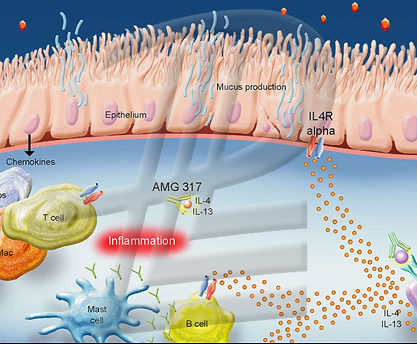 Mucus production
Epithelium
IL4R
alpha
Chemokines
AMG 317
IL-4
IL-13
T cell
Inflammation
Mac
Mast
cell
B cell
IL-4
IL-13